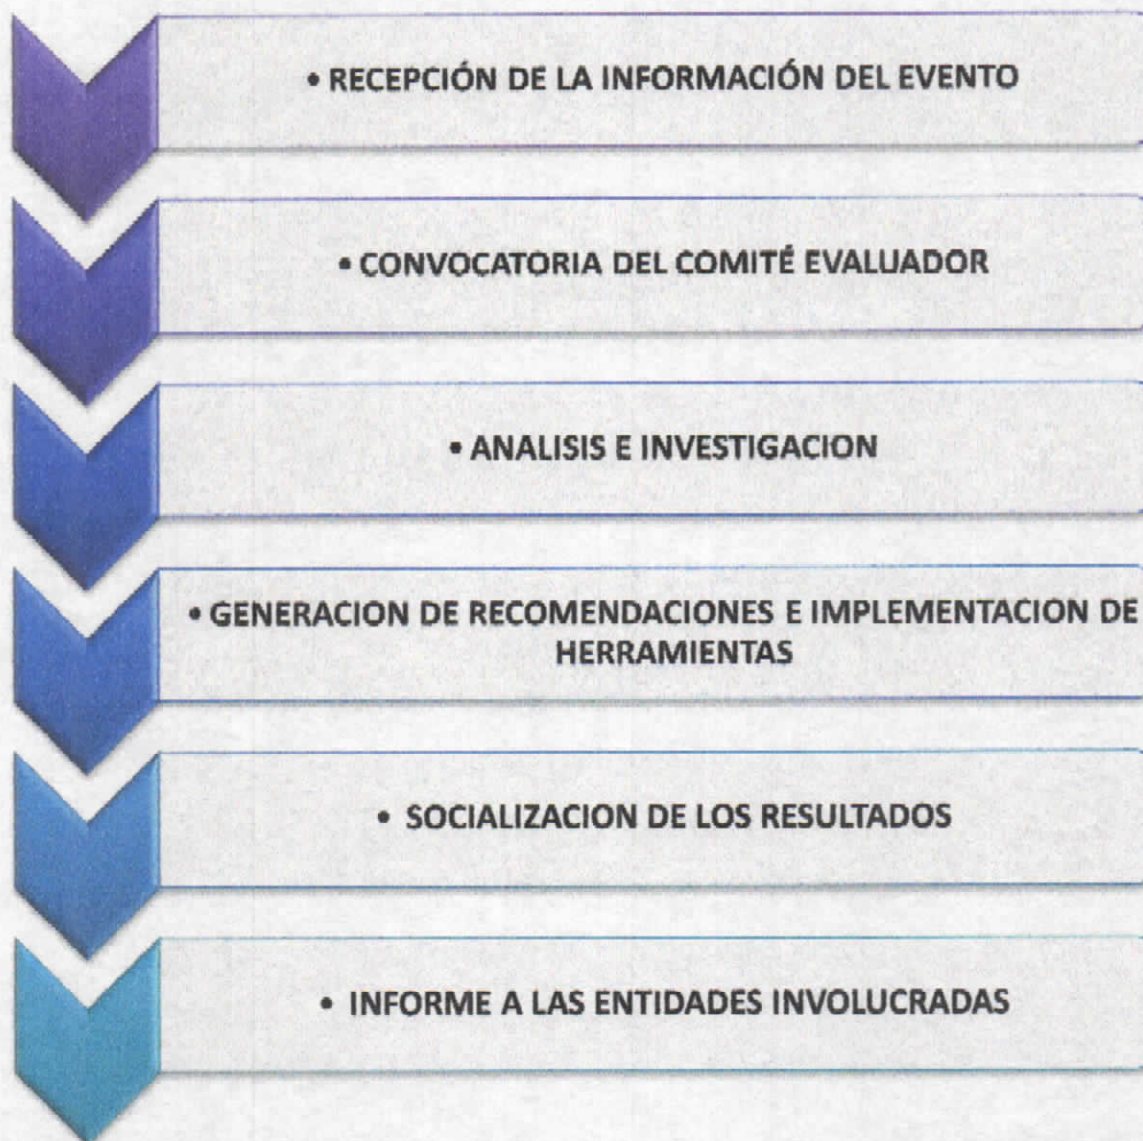 • RECEPCIÓN DE LA INFORMACIÓN DEL EVENTO
• CONVOCATORIA DEL COMITÉ EVALUADOR
• ANALISIS E INVESTIGACION
• GENERACION DE RECOMENDACIONES E IMPLEMENTACION DE
HERRAMIENTAS
• SOCIALIZACION DE LOS RESULTADOS
• INFORME A LAS ENTIDADES INVOLUCRADAS